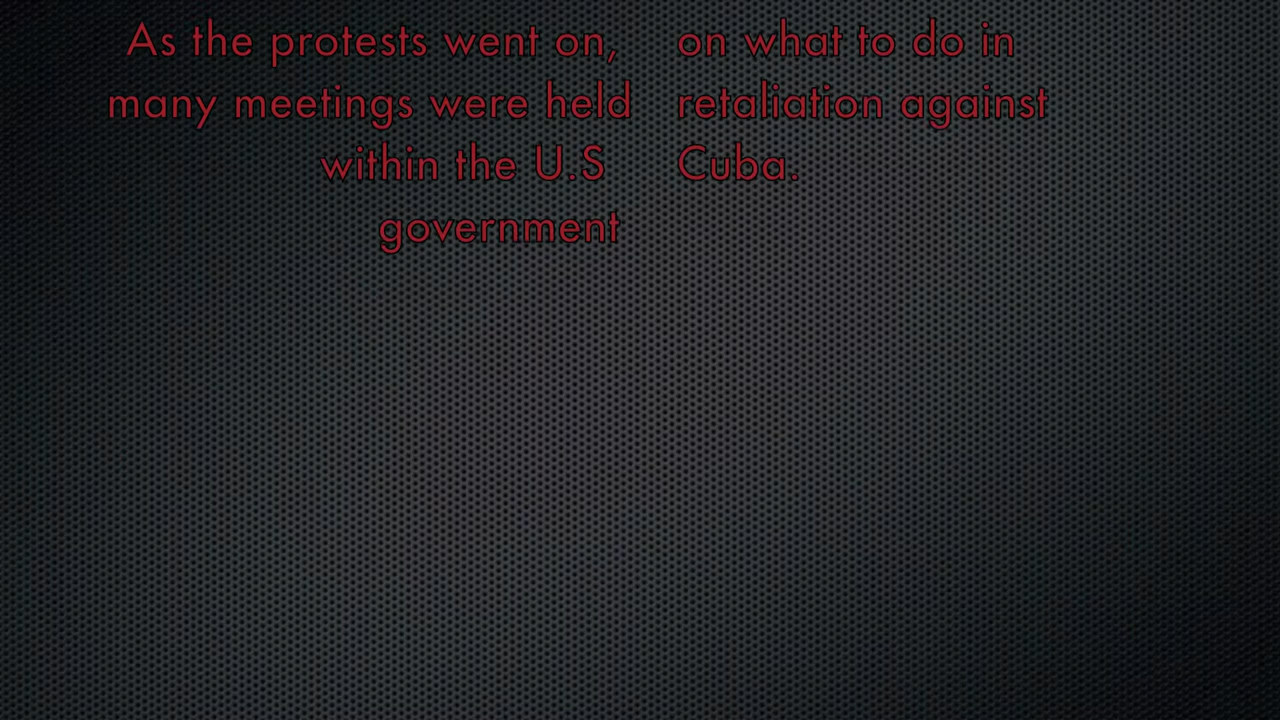 As the protests went on,
many meetings were held
within the U.S
government
on what to do in
retaliation against
Cuba.